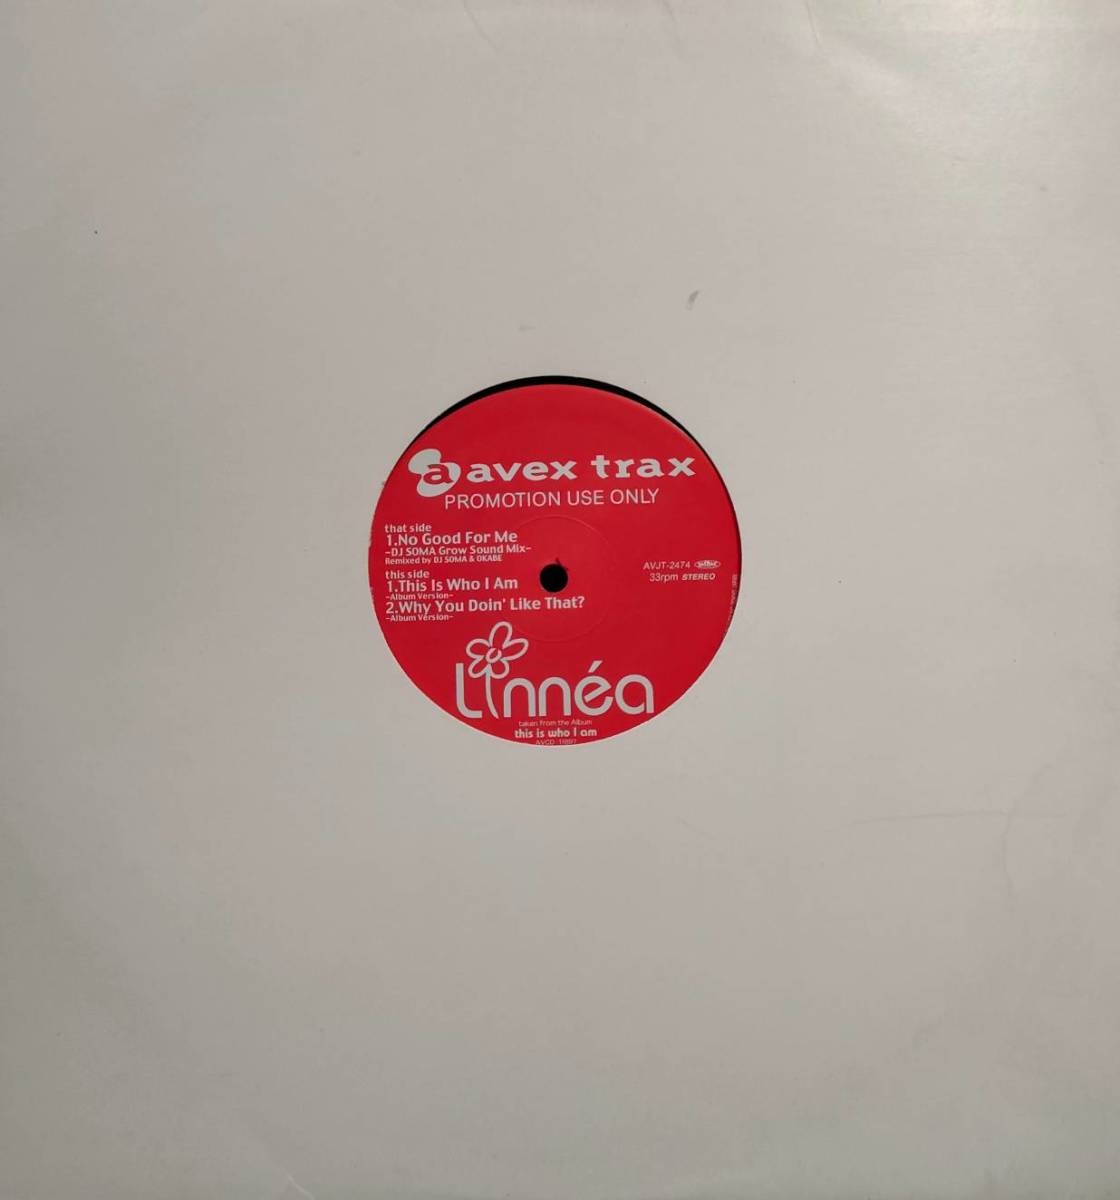 a avex trax
PROMOTION USE ONLY
that side
1.No Good For Me
-DJ SOMA Grow Sound Mix-
Remixed by DJ SOMA & OKABE
this side
1.This Is Who I Am
-Album Version-
2.Why You Doin' Like That?
-Album Version-
AVJT-2474
33rpm STEREO
Linnéa
taken from the Album
this is who I am
AVCD